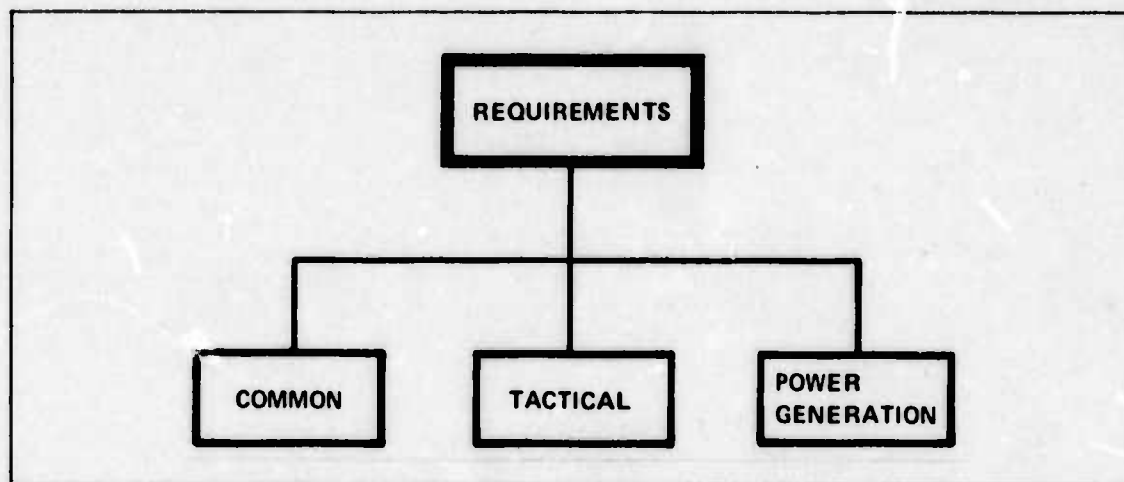 REQUIREMENTS
COMMON
TACTICAL
POWER
GENERATION